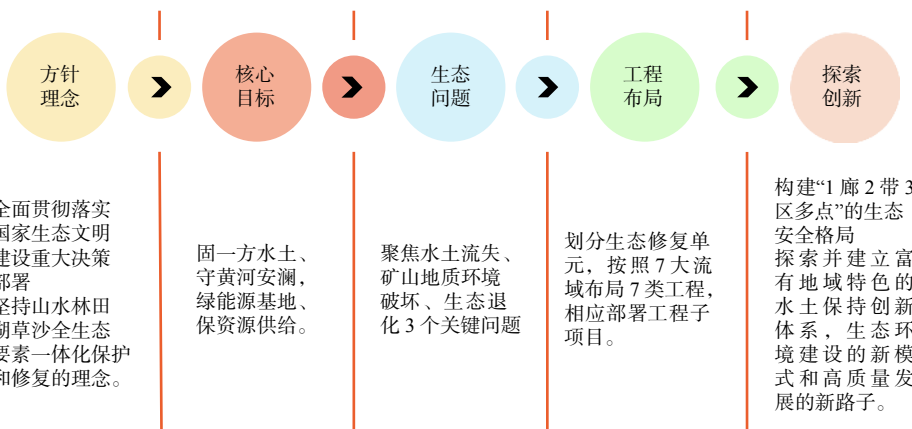 方针
理念
核心
目标
生态
问题
工程
布局
探索
创新
全面贯彻落实
国家生态文明
建设重大决策
部署
坚持山水林田
湖草沙全生态
要素一体化保护
和修复的理念。
固一方水土、
守黄河安澜，
绿能源基地、
保资源供给。
聚焦水土流失、
矿山地质环境
破坏、生态退
化 3 个关键问题
划分生态修复单
元，按照 7 大流
域布局 7 类工程，
相应部署工程子
项目。
构建“1 廊 2 带 3
区多点”的生态
安全格局
探索并建立富
有地域特色的
水土保持创新
体系，生态环
境建设的新模
式和高质量发
展的新路子。